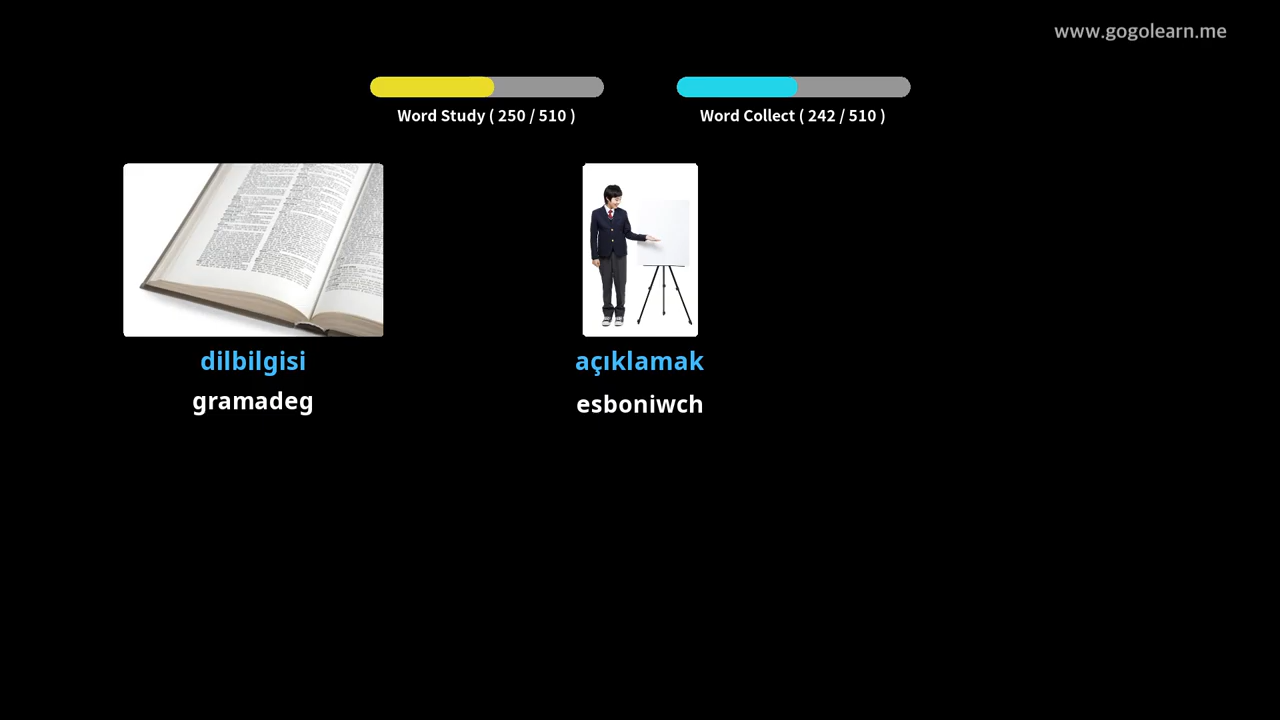 www.gogolearn.me
Word Study ( 250 / 510 )
Word Collect ( 242 / 510 )
dilbilgisi
gramadeg
açıklamak
esboniwch